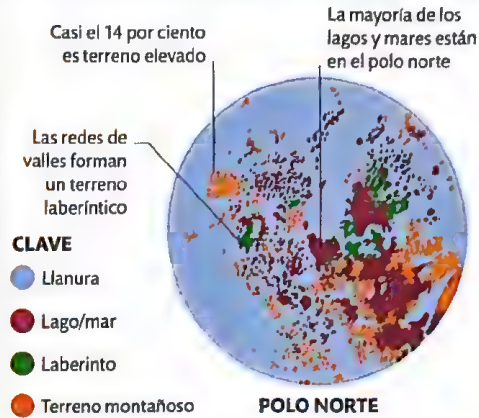 Casi el 14 por ciento
es terreno elevado
La mayoría de los
lagos y mares están
en el polo norte
Las redes de
valles forman
un terreno
laberíntico
CLAVE
Llanura
Lago/mar
Laberinto
Terreno montañoso
POLO NORTE